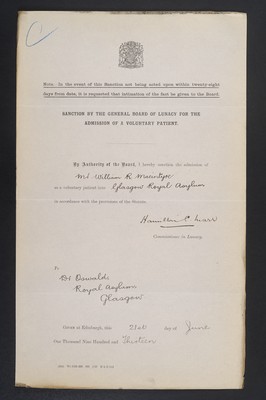 C
NOTE.—In the event of this Sanction not being acted upon within twenty-eight
days from date, it is requested that intimation of the fact be given to the Board.
SANCTION BY THE GENERAL BOARD OF LUNACY FOR THE
ADMISSION OF A VOLUNTARY PATIENT.
By Authority of the Board, I hereby sanction the admission of
Mr William R. Macintyre
as a voluntary patient into Glasgow Royal Asylum
in accordance with the provisions of the Statute.
Hamilton C. Marr
Commissioner in Lunacy.
To
Dr Oswald
Royal Asylum
Glasgow
Given at Edinburgh, this 21st day of June
One Thousand Nine Hundred and Thirteen